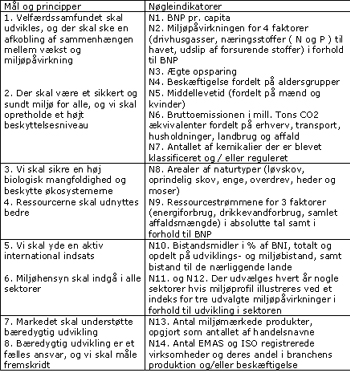 Mål og principper
Nøgleindikatorer
1. Velfærdssamfundet skal
udvikles, og der skal ske en
afkobling af sammenhængen
mellem vækst og
miljøpåvirkning
2. Der skal være et sikkert og
sundt miljø for alle, og vi skal
opretholde et højt
beskyttelsesniveau
N1. BNP pr. capita
N2. Miljøpåvirkningen for 4 faktorer
(drivhusgasser, næringsstoffer ( N og P ) til
havet, udslip af forsurende stoffer) i forhold
til BNP
N3. Ægte opsparing
N4. Beskæftigelse fordelt på aldersgrupper
N5. Middellevetid (fordelt på mænd og
kvinder)
N6. Bruttoemissionen i mill. Tons CO2
ækvivalenter fordelt på erhverv, transport,
husholdninger, landbrug og affald
N7. Antallet af kemikalier der er blevet
klassificeret og / eller reguleret
3. Vi skal sikre en høj
biologisk mangfoldighed og
beskytte økosystemerne
4. Ressourcerne skal udnyttes
bedre
N8. Arealer af naturtyper (løvskov,
oprindelig skov, enge, overdrev, heder og
moser)
N9. Ressourcestrømmene for 3 faktorer
(energiforbrug, drikkevandforbrug, samlet
affaldsmængde) i absolutte tal samt i
forhold til BNP
5. Vi skal yde en aktiv
international indsats
6. Miljøhensyn skal indgå i alle
sektorer
N10. Bistandsmidler i % af BNI, totalt og
opdelt på udviklings- og miljøbistand, samt
bistand til de nærliggende lande
N11. og N12. Der udvælges hvert år nogle
sektorer hvis miljøprofil illustreres ved et
indeks for tre udvalgte miljøpåvirkninger i
forhold til udvikling i sektoren
7. Markedet skal understøtte
bæredygtig udvikling
8. Bæredygtig udvikling er et
fælles ansvar, og vi skal måle
fremskridt
N13. Antal miljømærkede produkter,
opgjort som antallet af handelsnavne
N14. Antal EMAS og ISO registrerede
virksomheder og deres andel i branchens
produktion og/eller beskæftigelse